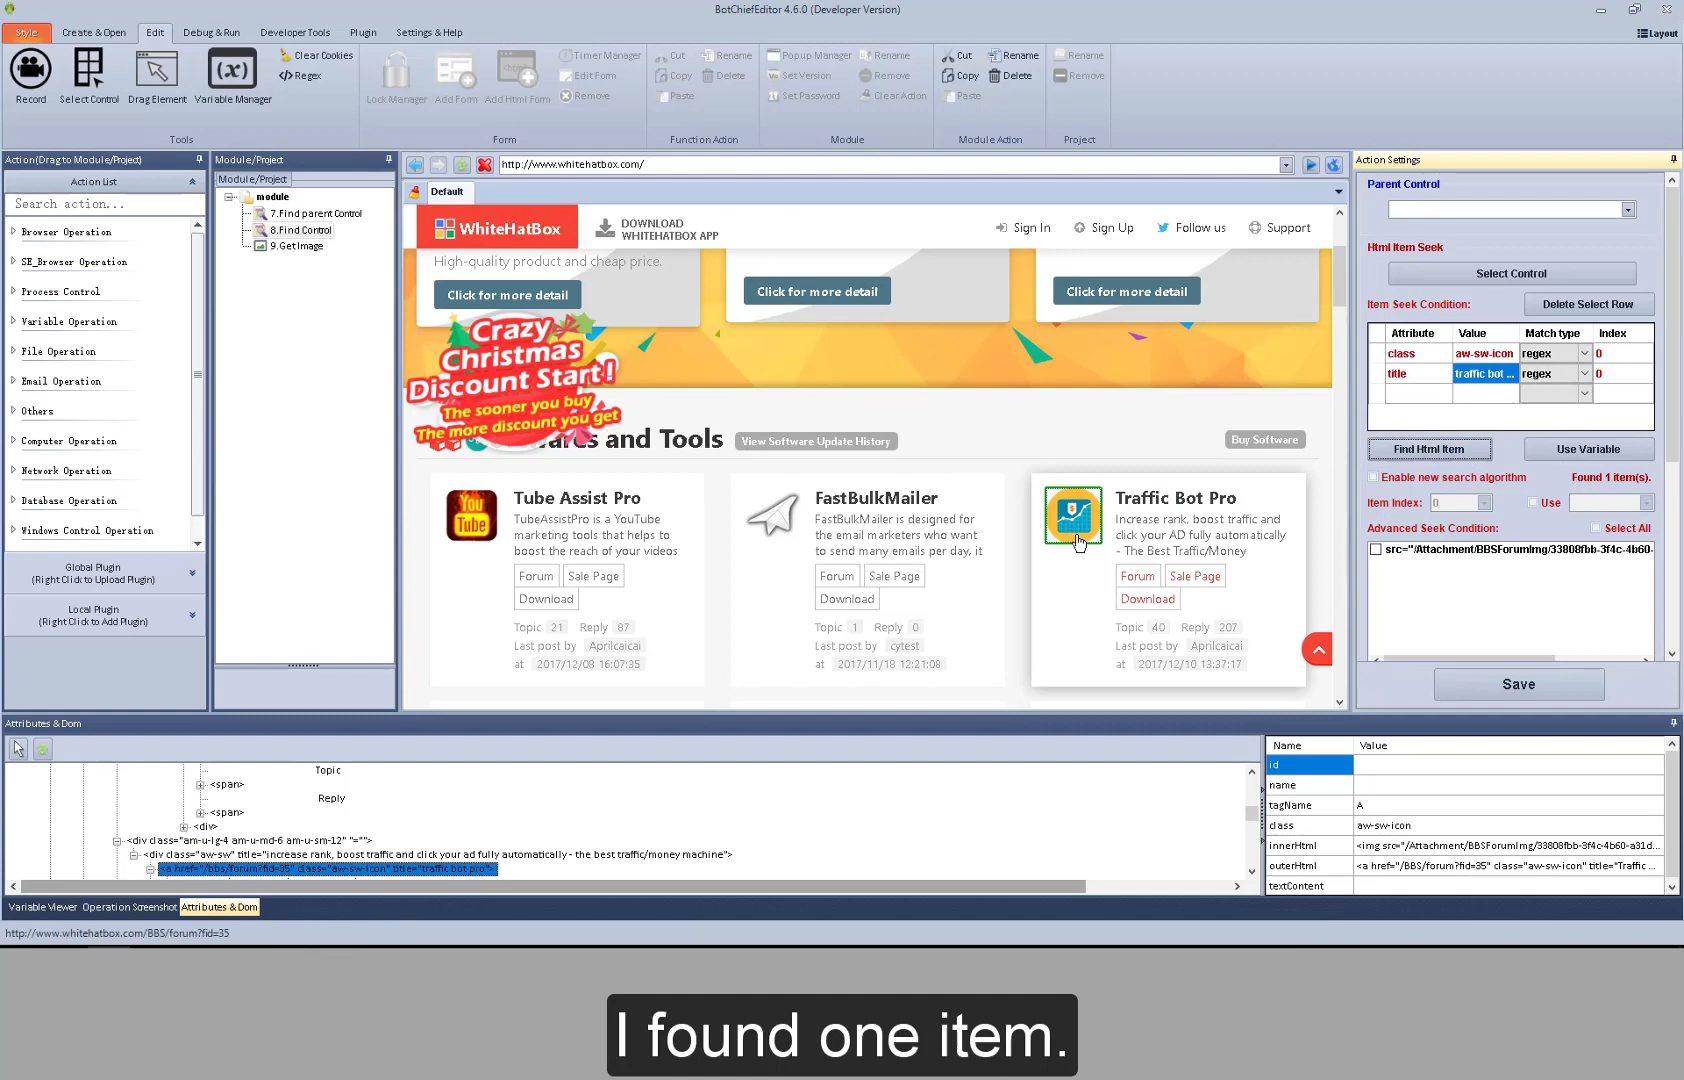 BotChiefEditor 4.6.0 (Developer Version)
Style
Create & Open
Edit
Debug & Run
Developer Tools
Plugin
Settings & Help
Layout
Record
Select Control
Drag Element
Variable Manager
Clear Cookies
</> Regex
Tools
Lock Manager
Add Form
Add Html Form
Timer Manager
Edit Form
Remove
Form
Cut
Copy
Paste
Rename
Delete
Function Action
Popup Manager
Set Version
Set Password
Rename
Remove
Clear Action
Module
Cut
Copy
Paste
Rename
Delete
Module Action
Rename
Remove
Project
Action(Drag to Module/Project)
Action List
Search action...
Browser Operation
SE_Browser Operation
Process Control
Variable Operation
File Operation
Email Operation
Others
Computer Operation
Network Operation
Database Operation
Windows Control Operation
Global Plugin
(Right Click to Upload Plugin)
Local Plugin
(Right Click to Add Plugin)
Module/Project
Module/Project
module
7.Find parent Control
8.Find Control
9.Get Image
http://www.whitehatbox.com/
Default
WhiteHatBox
DOWNLOAD
WHITEHATBOX APP
Sign In
Sign Up
Follow us
Support
High-quality product and cheap price.
Click for more detail
Click for more detail
Click for more detail
Crazy
Christmas
Discount Start!
The sooner you buy
The more discount you get
and Tools
View Software Update History
Buy Software
Tube Assist Pro
TubeAssistPro is a YouTube
marketing tools that helps to
boost the reach of your videos
Forum
Sale Page
Download
Topic 21 Reply 87
Last post by Aprilcaicai
at 2017/12/08 16:07:35
FastBulkMailer
FastBulkMailer is designed for
the email marketers who want
to send many emails per day, it
Forum
Sale Page
Download
Topic 1 Reply 0
Last post by cytest
at 2017/11/18 12:21:08
Traffic Bot Pro
Increase rank, boost traffic and
click your AD fully automatically
- The Best Traffic/Money
Forum
Sale Page
Download
Topic 40 Reply 207
Last post by Aprilcaicai
at 2017/12/10 13:37:17
Action Settings
Parent Control
Html Item Seek
Select Control
Item Seek Condition:
Delete Select Row
Attribute Value Match type Index
class aw-sw-icon regex 0
title traffic bot ... regex 0
Find Html Item
Use Variable
Enable new search algorithm
Found 1 item(s).
Item Index: 0
Use
Advanced Seek Condition:
Select All
src="/Attachment/BBSForumImg/33808fbb-3f4c-4b60-
Save
Attributes & Dom
Topic
<span>
Reply
<span>
<div>
<div class="am-u-lg-4 am-u-md-6 am-u-sm-12" "="">
<div class="aw-sw" title="increase rank, boost traffic and click your ad fully automatically - the best traffic/money machine">
<a href="/bbs/forum?fid=35" class="aw-sw-icon" title="traffic bot pro">
Name Value
id
name
tagName A
class aw-sw-icon
innerHtml <img src="/Attachment/BBSForumImg/33808fbb-3f4c-4b60-a31d...
outerHtml <a href="/BBS/forum?fid=35" class="aw-sw-icon" title="Traffic ...
textContent
Variable Viewer
Operation Screenshot
Attributes & Dom
http://www.whitehatbox.com/BBS/forum?fid=35
I found one item.